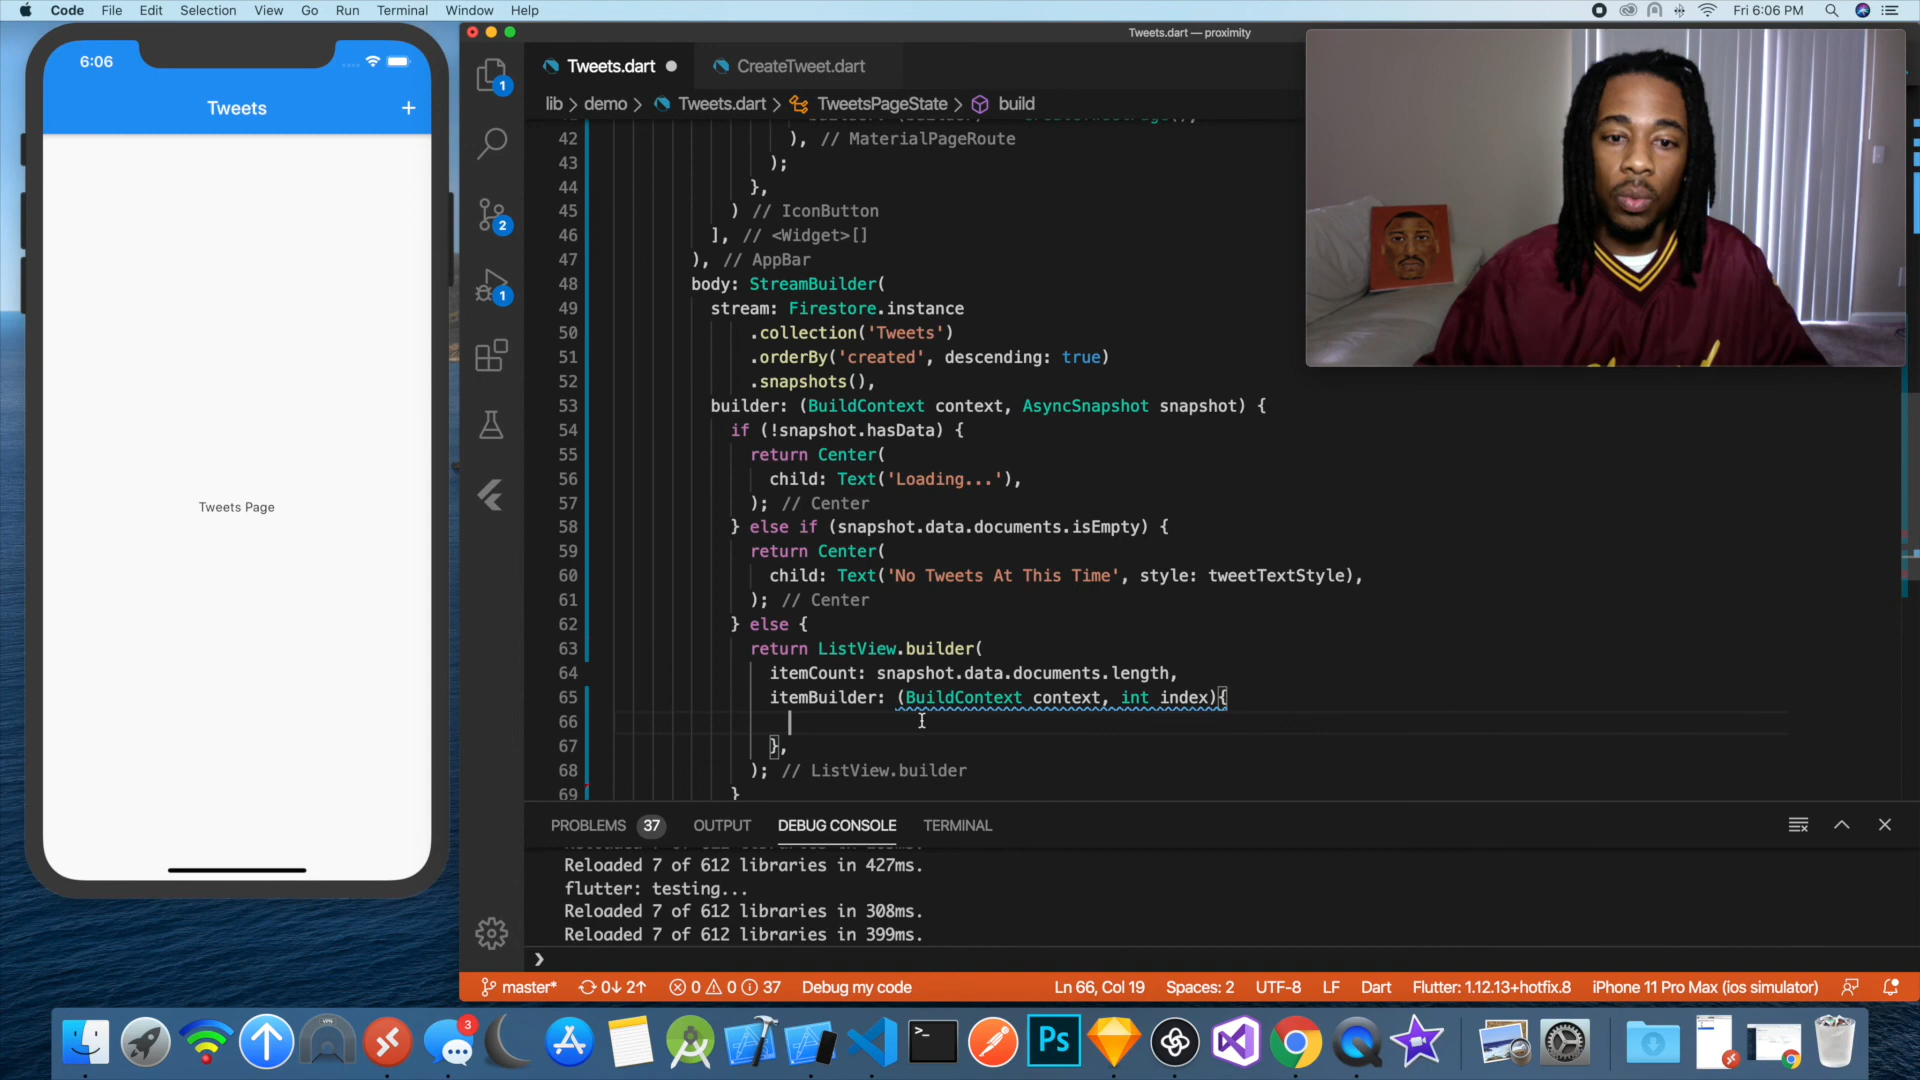 Code File Edit Selection View Go Run Terminal Window Help
Fri 6:06 PM
6:06
Tweets +
Tweets Page
Tweets.dart — proximity
Tweets.dart
CreateTweet.dart
lib > demo > Tweets.dart > TweetsPageState > build
1
2
1
42 ), // MaterialPageRoute
43 );
44 },
45 ) // IconButton
46 ], // <Widget>[]
47 ), // AppBar
48 body: StreamBuilder(
49 stream: Firestore.instance
50 .collection('Tweets')
51 .orderBy('created', descending: true)
52 .snapshots(),
53 builder: (BuildContext context, AsyncSnapshot snapshot) {
54 if (!snapshot.hasData) {
55 return Center(
56 child: Text('Loading...'),
57 ); // Center
58 } else if (snapshot.data.documents.isEmpty) {
59 return Center(
60 child: Text('No Tweets At This Time', style: tweetTextStyle),
61 ); // Center
62 } else {
63 return ListView.builder(
64 itemCount: snapshot.data.documents.length,
65 itemBuilder: (BuildContext context, int index){
66
67 },
68 ); // ListView.builder
69 }
PROBLEMS 37 OUTPUT DEBUG CONSOLE TERMINAL
Reloaded 7 of 612 libraries in 427ms.
flutter: testing...
Reloaded 7 of 612 libraries in 308ms.
Reloaded 7 of 612 libraries in 399ms.
master* 0↓ 2↑ 0 0 37 Debug my code
Ln 66, Col 19 Spaces: 2 UTF-8 LF Dart Flutter: 1.12.13+hotfix.8 iPhone 11 Pro Max (ios simulator)
VPN
3
Ps